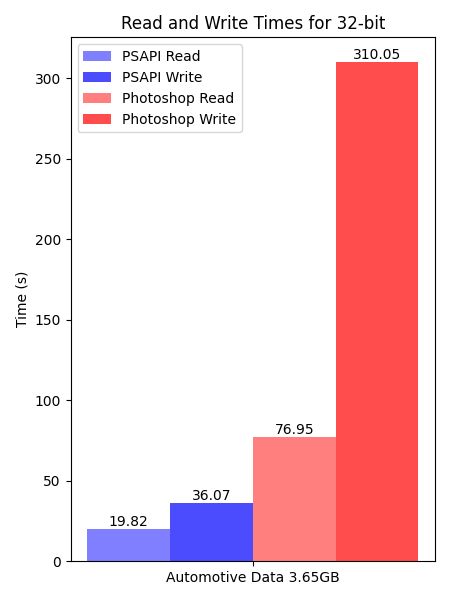 Read and Write Times for 32-bit
PSAPI Read
PSAPI Write
Photoshop Read
Photoshop Write
310.05
300
250
200
150
100
50
0
Time (s)
76.95
36.07
19.82
Automotive Data 3.65GB